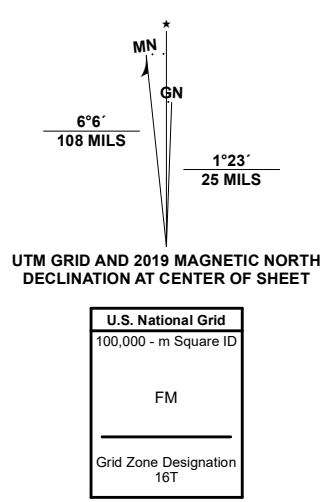 MN
GN
6°6´
108 MILS
1°23´
25 MILS
UTM GRID AND 2019 MAGNETIC NORTH
DECLINATION AT CENTER OF SHEET
U.S. National Grid
100,000 - m Square ID
FM
Grid Zone Designation
16T